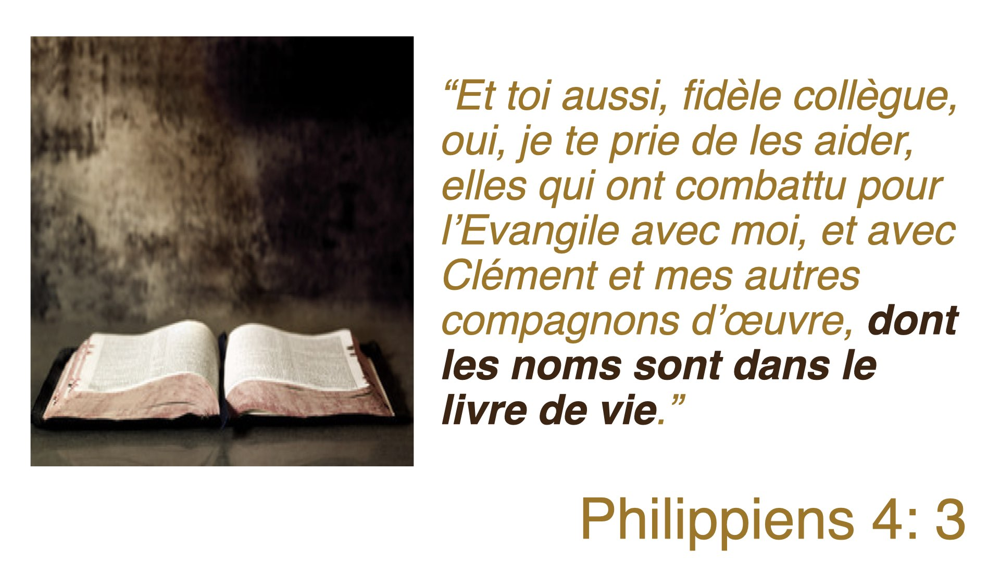 “Et toi aussi, fidèle collègue,
oui, je te prie de les aider,
elles qui ont combattu pour
l’Evangile avec moi, et avec
Clément et mes autres
compagnons d’œuvre, dont
les noms sont dans le
livre de vie.”
Philippiens 4: 3